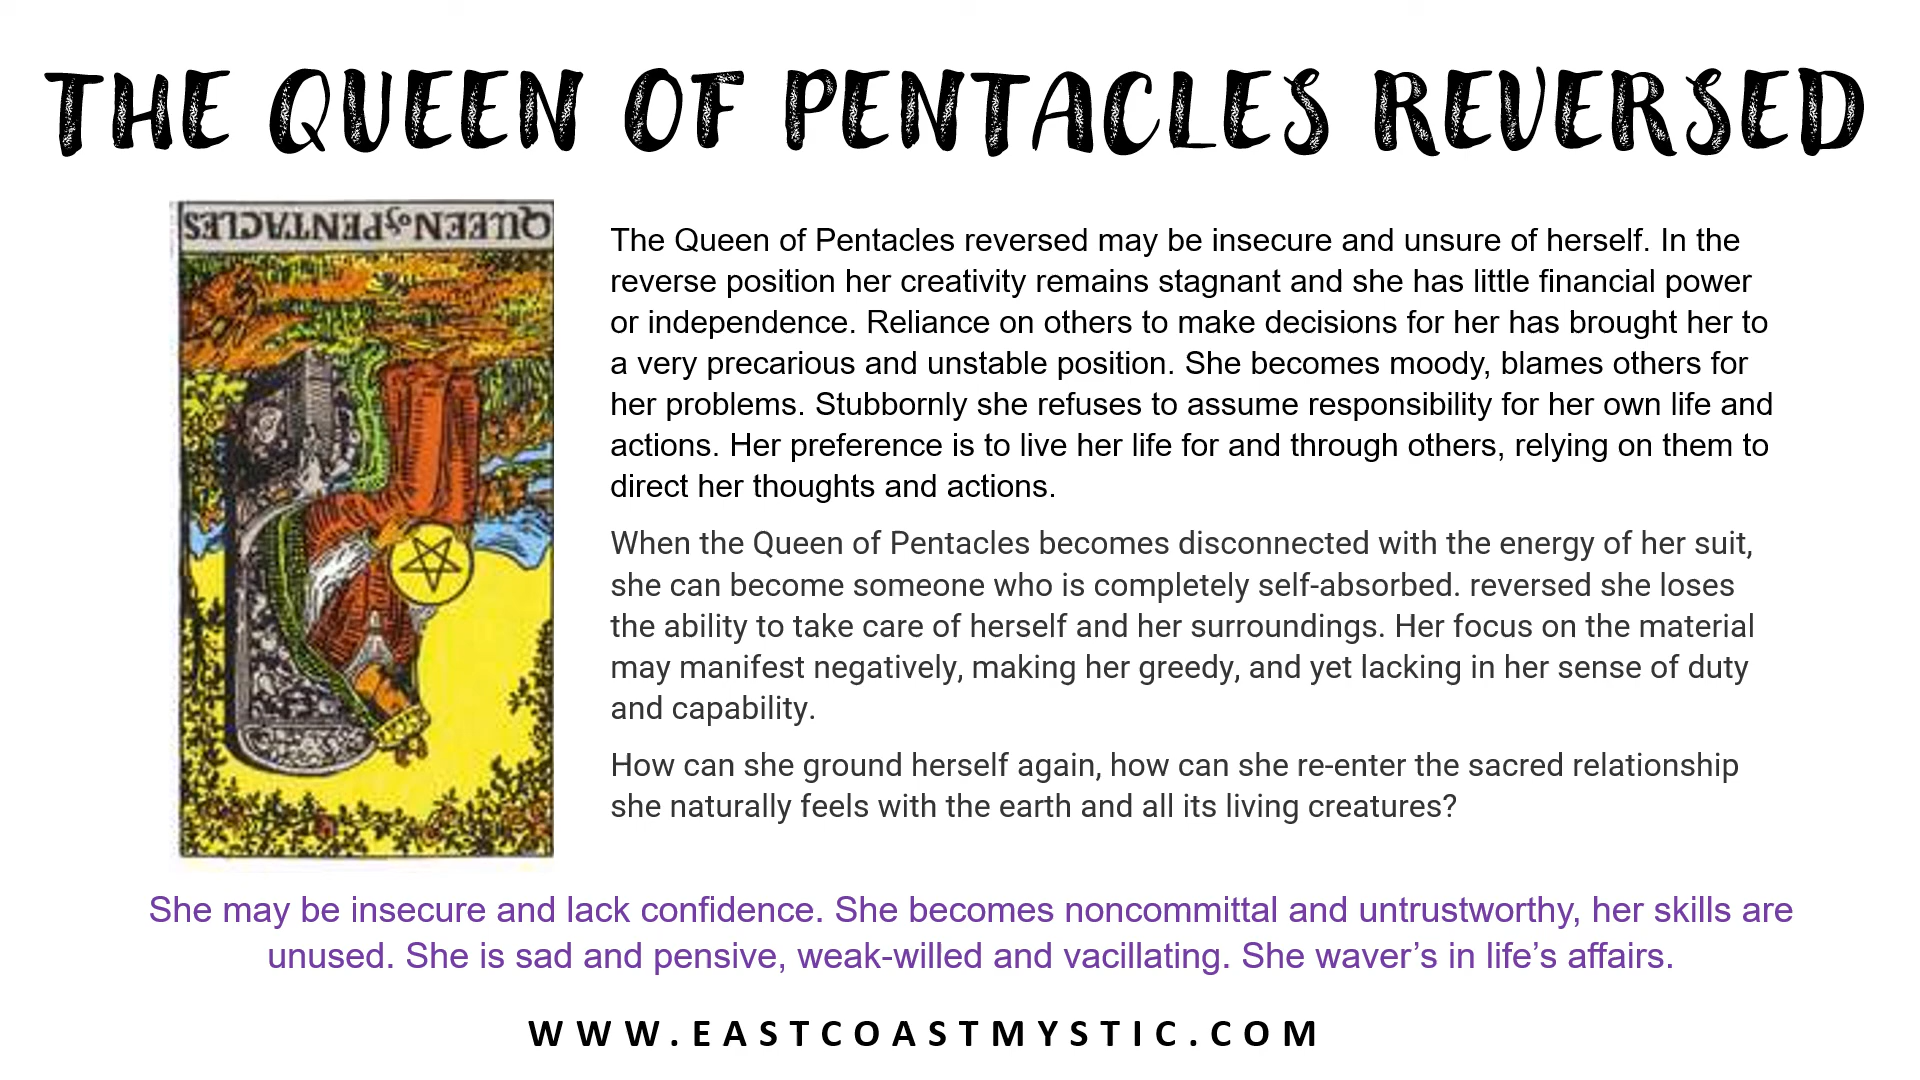 THE QUEEN OF PENTACLES REVERSED
QUEEN of PENTACLES
The Queen of Pentacles reversed may be insecure and unsure of herself. In the
reverse position her creativity remains stagnant and she has little financial power
or independence. Reliance on others to make decisions for her has brought her to
a very precarious and unstable position. She becomes moody, blames others for
her problems. Stubbornly she refuses to assume responsibility for her own life and
actions. Her preference is to live her life for and through others, relying on them to
direct her thoughts and actions.
When the Queen of Pentacles becomes disconnected with the energy of her suit,
she can become someone who is completely self-absorbed. reversed she loses
the ability to take care of herself and her surroundings. Her focus on the material
may manifest negatively, making her greedy, and yet lacking in her sense of duty
and capability.
How can she ground herself again, how can she re-enter the sacred relationship
she naturally feels with the earth and all its living creatures?
She may be insecure and lack confidence. She becomes noncommittal and untrustworthy, her skills are
unused. She is sad and pensive, weak-willed and vacillating. She waver’s in life’s affairs.
WWW.EASTCOASTMYSTIC.COM